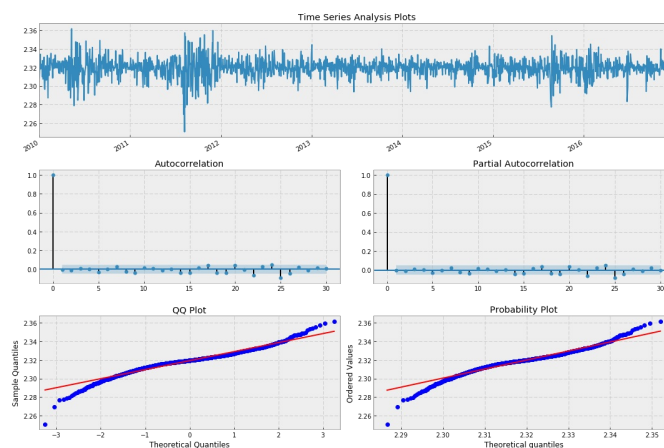 Time Series Analysis Plots
2.36
2.34
2.32
2.30
2.28
2.26
2010 2011 2012 2013 2014 2015 2016
Autocorrelation
1.0
0.8
0.6
0.4
0.2
0.0
0 5 10 15 20 25 30
Partial Autocorrelation
1.0
0.8
0.6
0.4
0.2
0.0
0 5 10 15 20 25 30
QQ Plot
Sample Quantiles
2.36
2.34
2.32
2.30
2.28
2.26
−3 −2 −1 0 1 2 3
Theoretical Quantiles
Probability Plot
Ordered Values
2.36
2.34
2.32
2.30
2.28
2.26
2.29 2.30 2.31 2.32 2.33 2.34 2.35
Theoretical quantiles